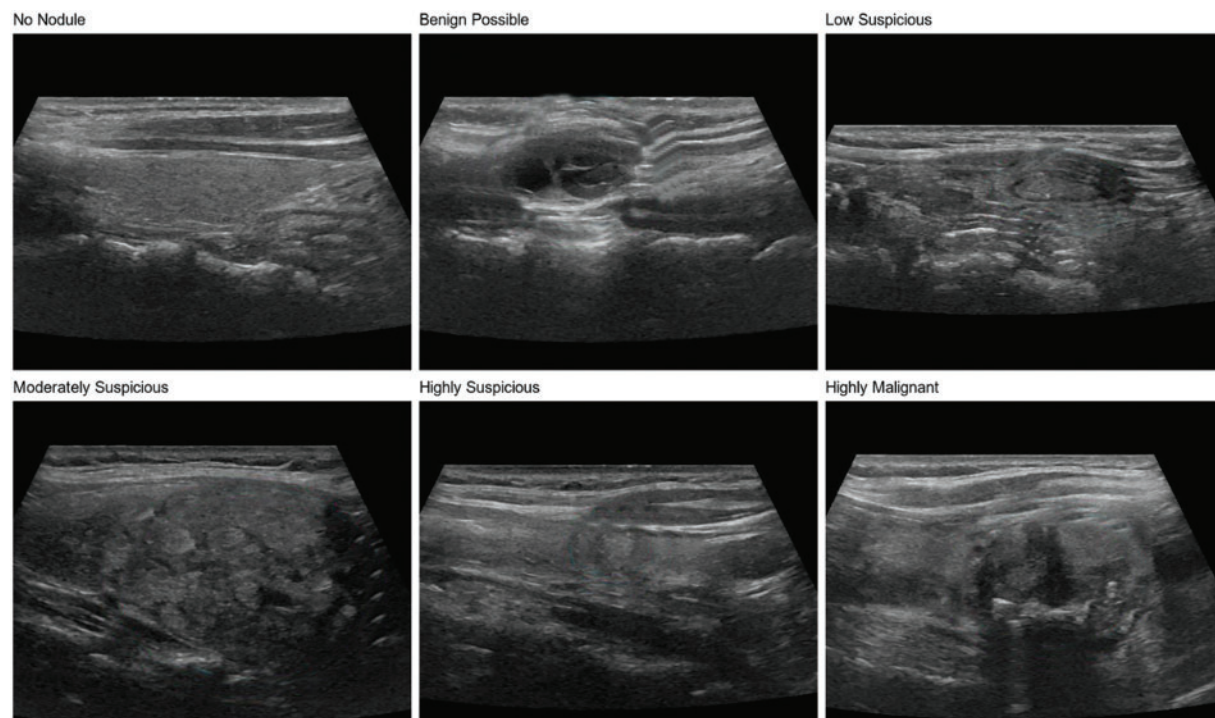 No Nodule
Benign Possible
Low Suspicious
Moderately Suspicious
Highly Suspicious
Highly Malignant